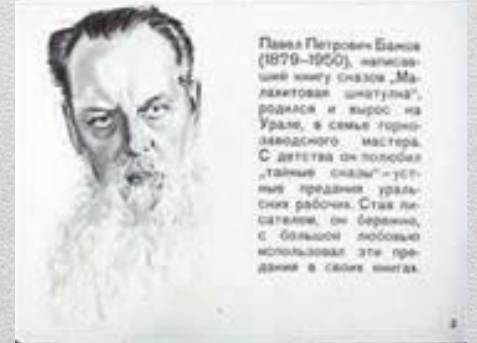 Павел Петрович Бажов
(1879–1950), написав-
ший книгу сказов „Ма-
лахитовая шкатулка",
родился и вырос на
Урале, в семье горно-
заводского мастера.
С детства он полюбил
„тайные сказы"–уст-
ные предания ураль-
ских рабочих. Став пи-
сателем, он бережно,
с большой любовью
использовал эти пре-
дания в своих книгах.